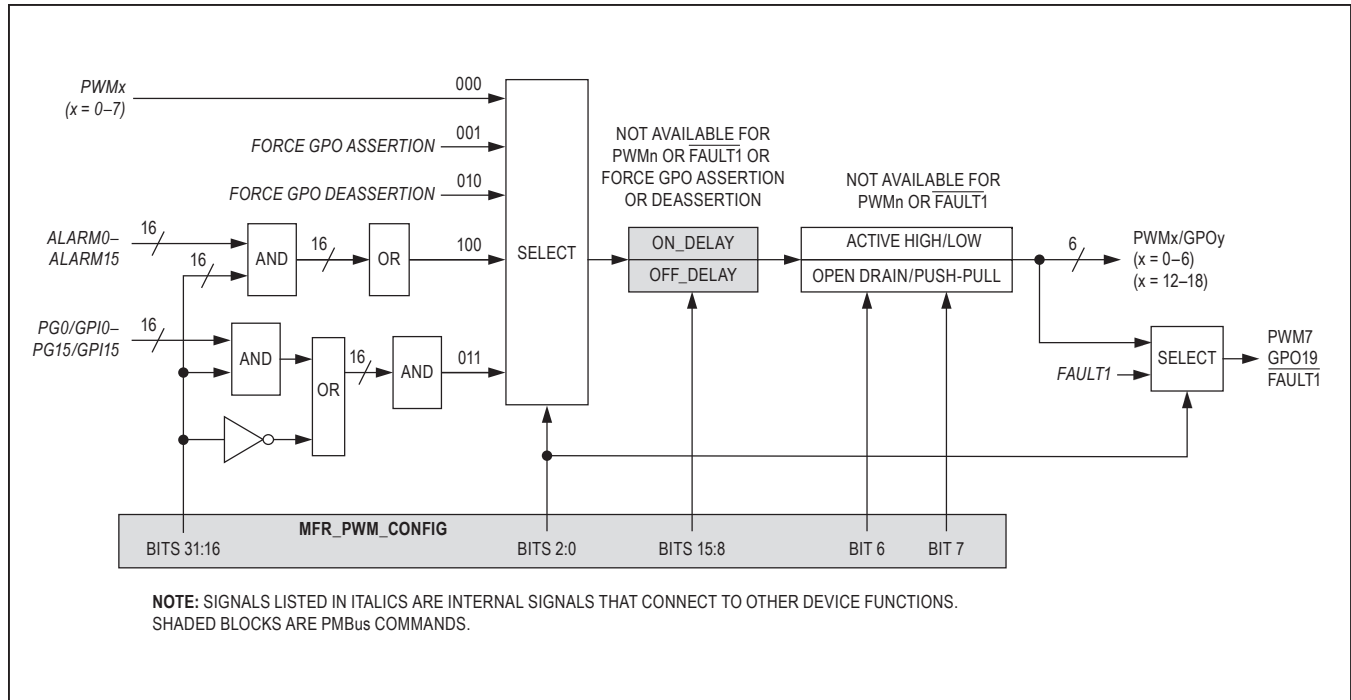 PWMx
(x = 0–7)
000
FORCE GPO ASSERTION
001
FORCE GPO DEASSERTION
010
ALARM0–
ALARM15
16
16
AND
16
OR
100
PG0/GPI0–
PG15/GPI15
16
AND
OR
16
AND
011
SELECT
NOT AVAILABLE FOR
PWMn OR FAULT1 OR
FORCE GPO ASSERTION
OR DEASSERTION
ON_DELAY
OFF_DELAY
NOT AVAILABLE FOR
PWMn OR FAULT1
ACTIVE HIGH/LOW
OPEN DRAIN/PUSH-PULL
6
PWMx/GPOy
(x = 0–6)
(x = 12–18)
FAULT1
SELECT
PWM7
GPO19
FAULT1
MFR_PWM_CONFIG
BITS 31:16
BITS 2:0
BITS 15:8
BIT 6
BIT 7
NOTE: SIGNALS LISTED IN ITALICS ARE INTERNAL SIGNALS THAT CONNECT TO OTHER DEVICE FUNCTIONS.
SHADED BLOCKS ARE PMBus COMMANDS.